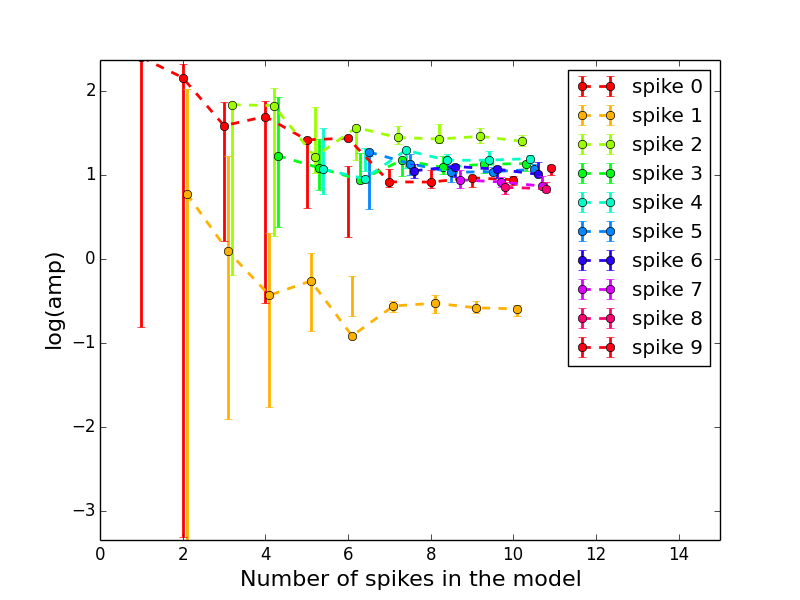 2
1
0
−1
−2
−3
log(amp)
0 2 4 6 8 10 12 14
Number of spikes in the model
spike 0
spike 1
spike 2
spike 3
spike 4
spike 5
spike 6
spike 7
spike 8
spike 9